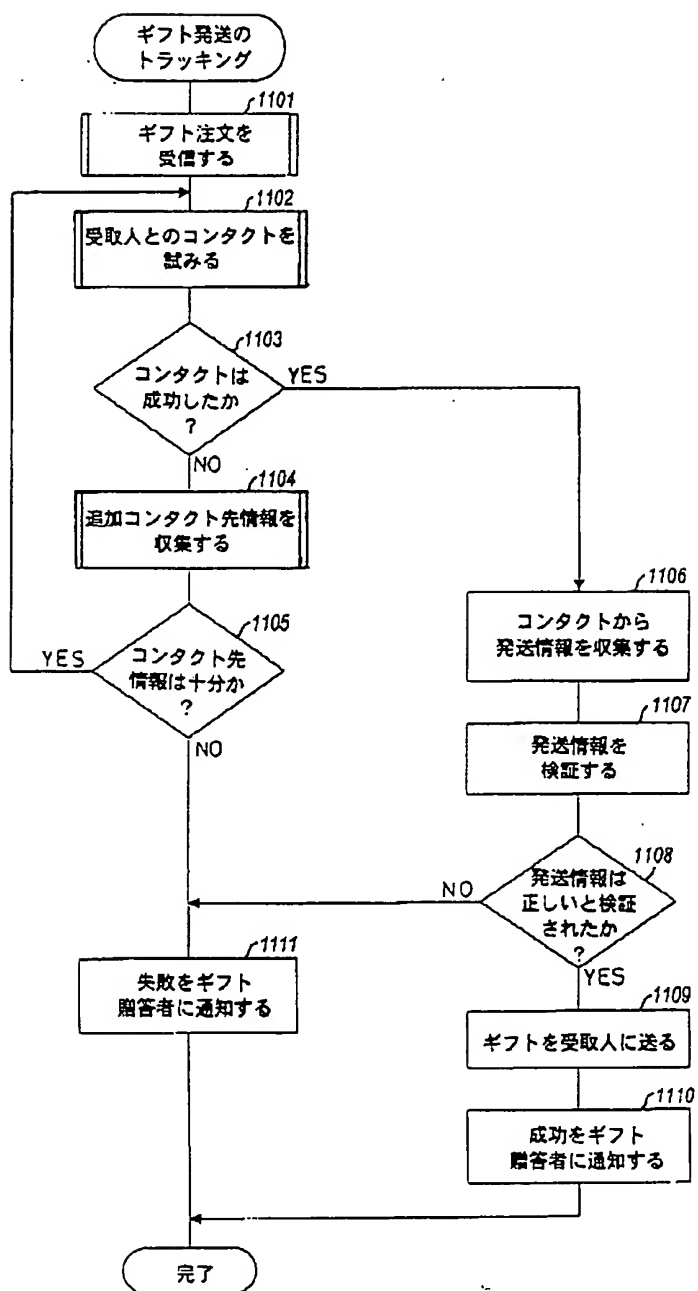 ギフト発送の
トラッキング
1101
ギフト注文を
受信する
1102
受取人とのコンタクトを
試みる
1103
コンタクトは
成功したか
?
YES
NO
1104
追加コンタクト先情報を
収集する
1105
コンタクト先
情報は十分か
?
YES
NO
1106
コンタクトから
発送情報を収集する
1107
発送情報を
検証する
1108
発送情報は
正しいと検証
されたか
?
NO
YES
1111
失敗をギフト
贈答者に通知する
1109
ギフトを受取人に送る
1110
成功をギフト
贈答者に通知する
完了